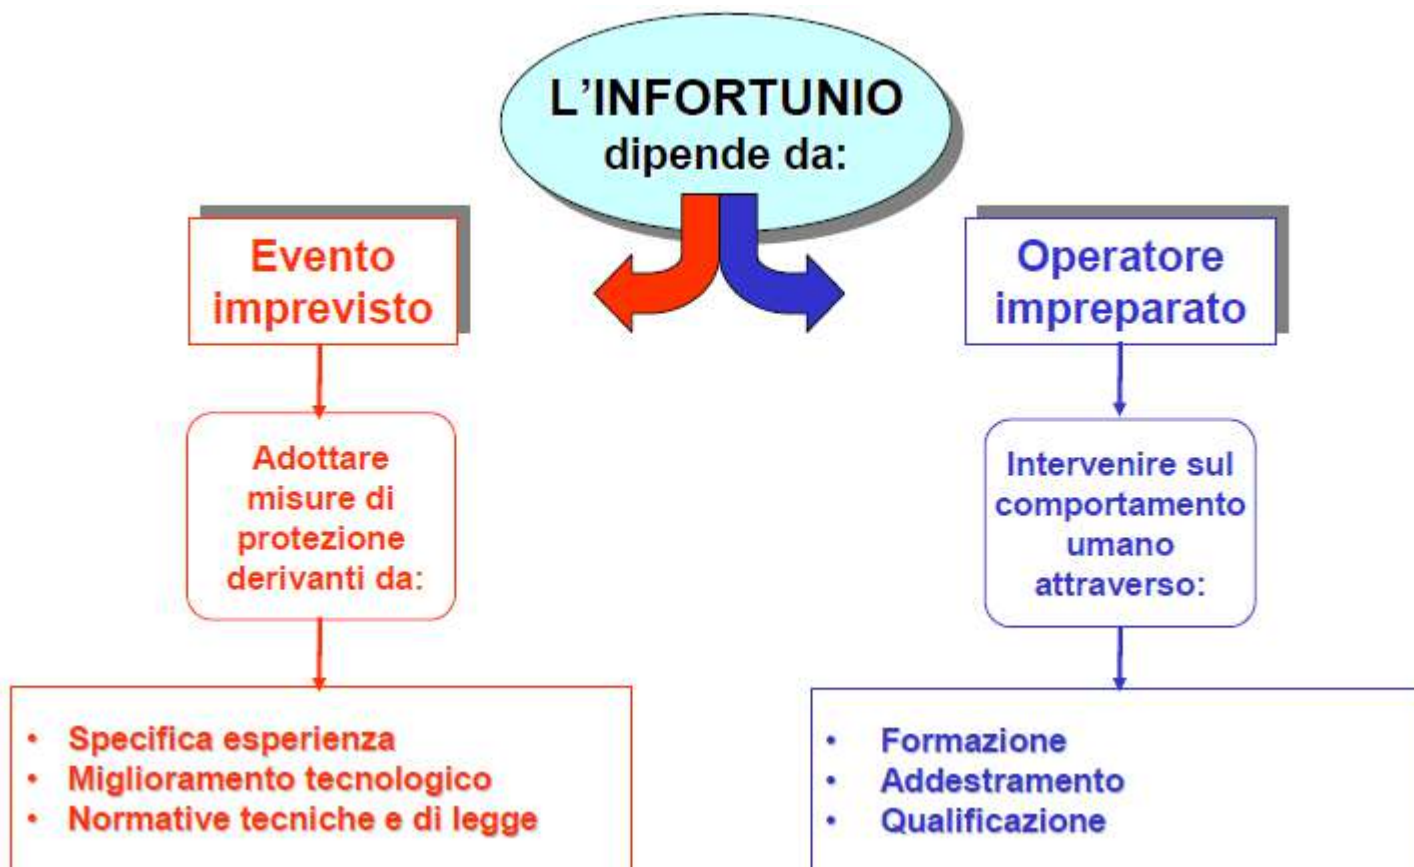 L'INFORTUNIO
dipende da:
Evento
imprevisto
Adottare
misure di
protezione
derivanti da:
• Specifica esperienza
• Miglioramento tecnologico
• Normative tecniche e di legge
Operatore
impreparato
Intervenire sul
comportamento
umano
attraverso:
• Formazione
• Addestramento
• Qualificazione